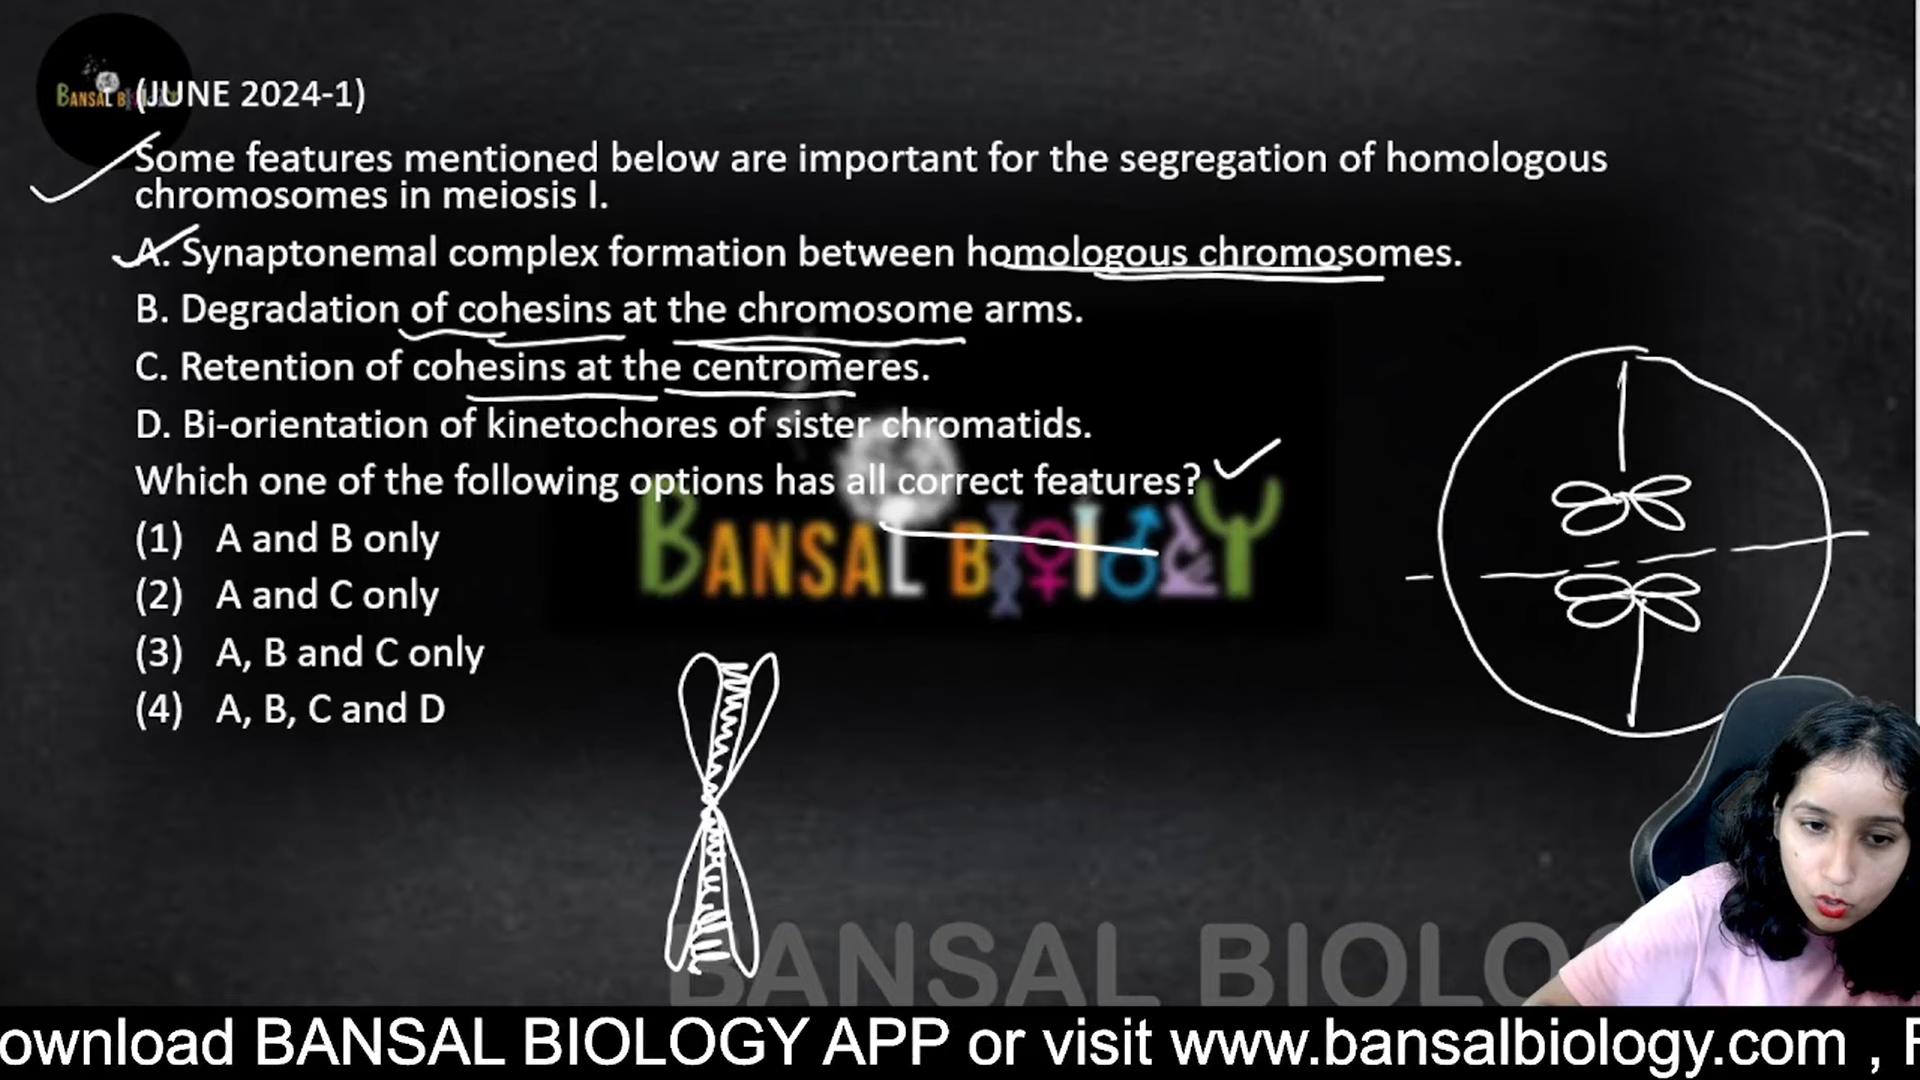 BANSAL B
(JUNE 2024-1)
Some features mentioned below are important for the segregation of homologous
chromosomes in meiosis I.
A. Synaptonemal complex formation between homologous chromosomes.
B. Degradation of cohesins at the chromosome arms.
C. Retention of cohesins at the centromeres.
D. Bi-orientation of kinetochores of sister chromatids.
Which one of the following options has all correct features?
(1) A and B only
(2) A and C only
(3) A, B and C only
(4) A, B, C and D
BANSAL BIOLOGY
BANSAL BIOLO
ownload BANSAL BIOLOGY APP or visit www.bansalbiology.com , F